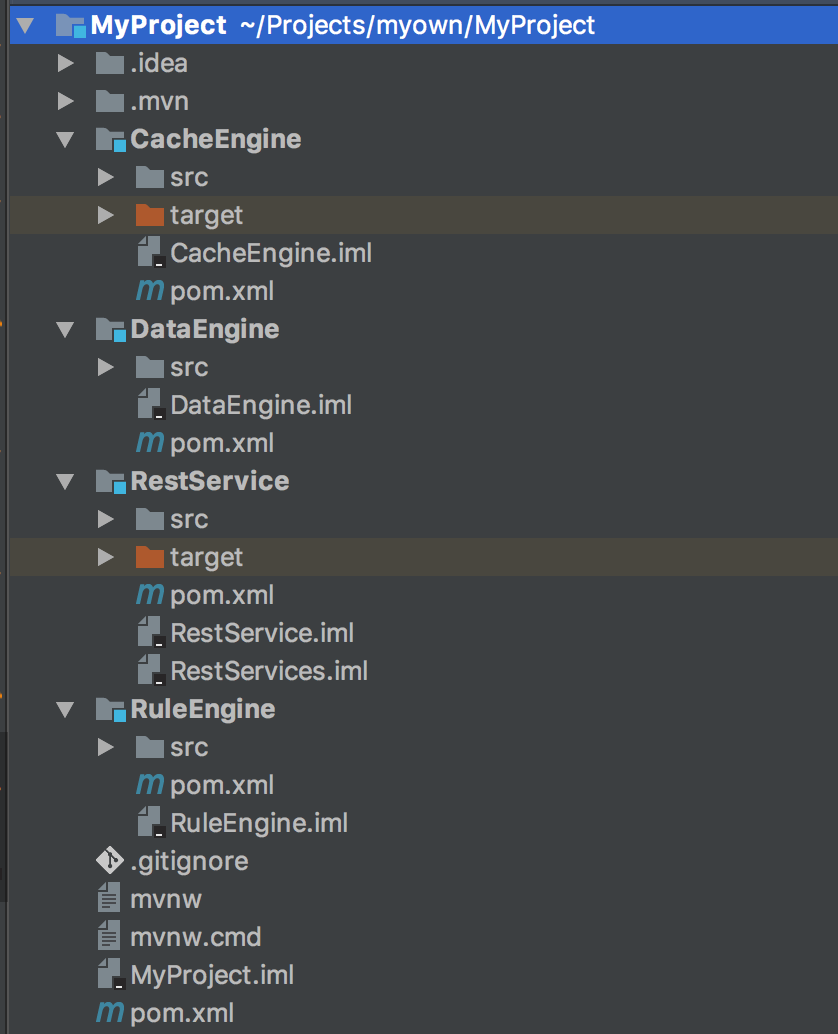 MyProject ~/Projects/myown/MyProject
.idea
.mvn
CacheEngine
src
target
CacheEngine.iml
pom.xml
DataEngine
src
DataEngine.iml
pom.xml
RestService
src
target
pom.xml
RestService.iml
RestServices.iml
RuleEngine
src
pom.xml
RuleEngine.iml
.gitignore
mvnw
mvnw.cmd
MyProject.iml
pom.xml